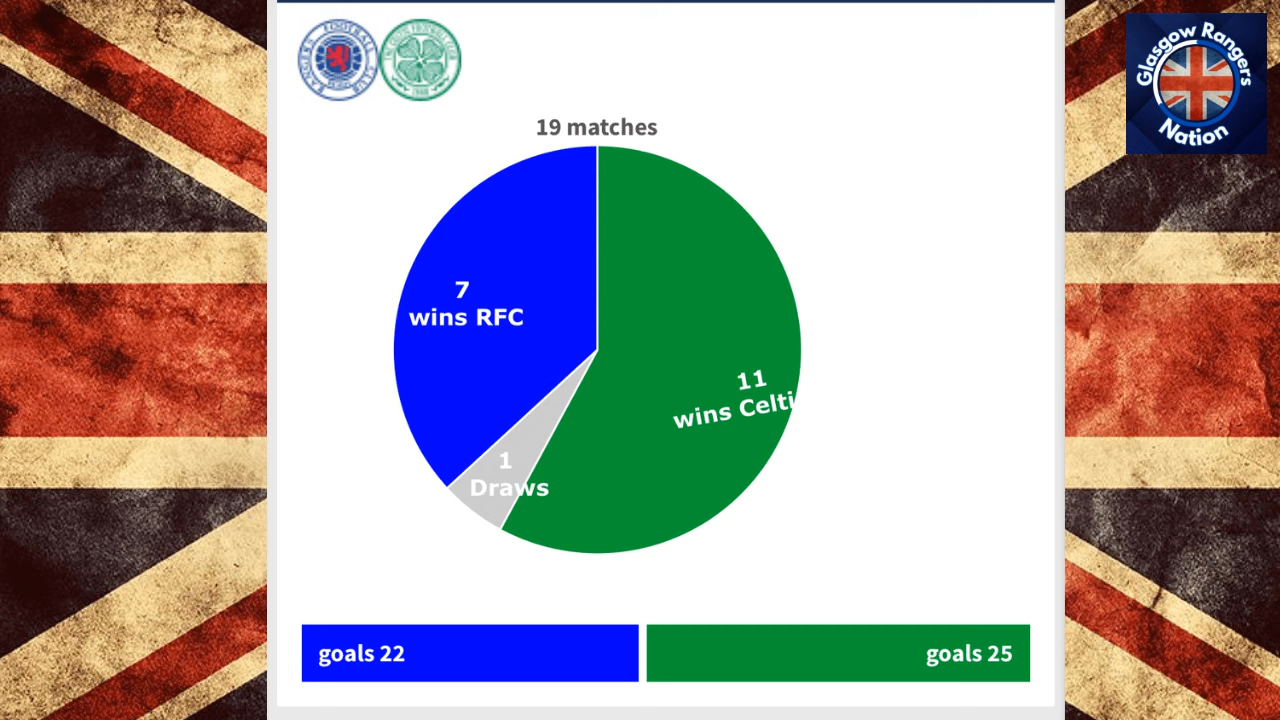 Glasgow Rangers
Nation
19 matches
7
wins RFC
11
wins Celti
1
Draws
goals 22
goals 25